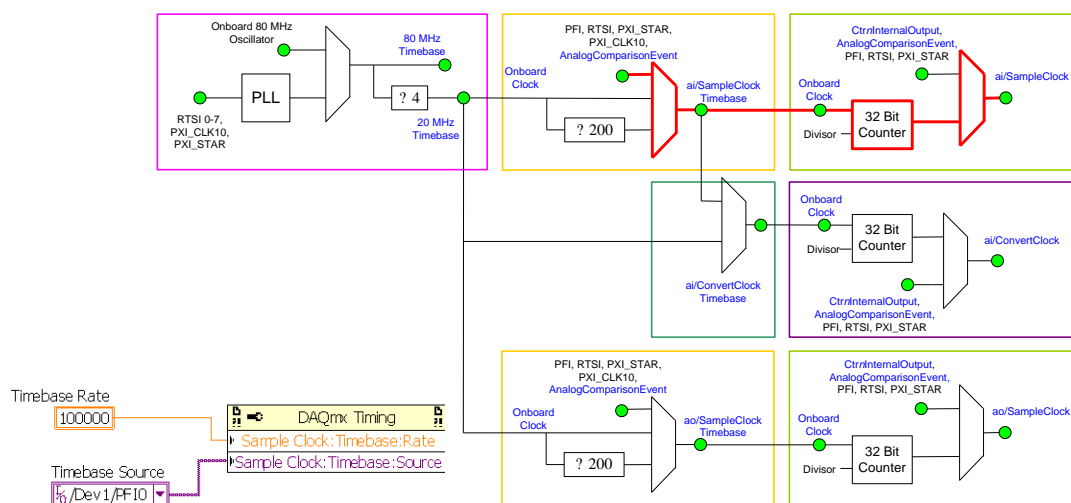 Onboard 80 MHz
Oscillator
80 MHz
Timebase
PLL
? 4
RTSI 0-7,
PXI_CLK10,
PXI_STAR
20 MHz
Timebase
PFI, RTSI, PXI_STAR,
PXI_CLK10,
AnalogComparisonEvent
Onboard
Clock
ai/SampleClock
Timebase
? 200
CtrnInternalOutput,
AnalogComparisonEvent,
PFI, RTSI, PXI_STAR
Onboard
Clock
ai/SampleClock
32 Bit
Counter
Divisor
ai/ConvertClock
Timebase
Onboard
Clock
32 Bit
Counter
Divisor
ai/ConvertClock
CtrnInternalOutput,
AnalogComparisonEvent,
PFI, RTSI, PXI_STAR
PFI, RTSI, PXI_STAR,
PXI_CLK10,
AnalogComparisonEvent
Onboard
Clock
ao/SampleClock
Timebase
? 200
CtrnInternalOutput,
AnalogComparisonEvent,
PFI, RTSI, PXI_STAR
Onboard
Clock
ao/SampleClock
32 Bit
Counter
Divisor
Timebase Rate
100000
DAQmx Timing
Sample Clock:Timebase:Rate
Sample Clock:Timebase:Source
Timebase Source
I/O /Dev1/PFI0